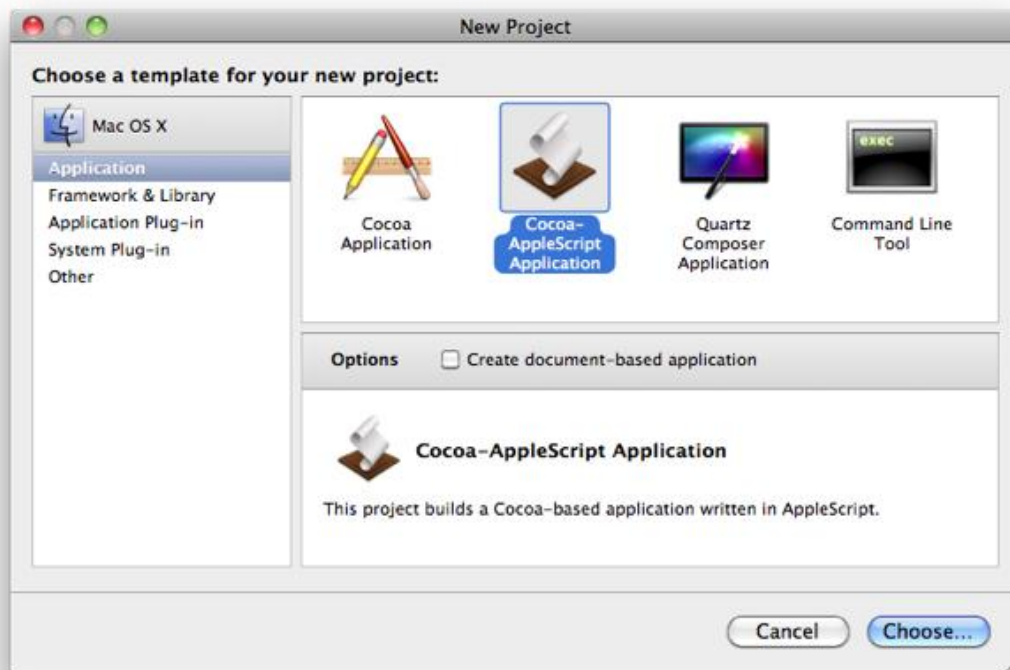 New Project
Choose a template for your new project:
Mac OS X
Application
Framework & Library
Application Plug-in
System Plug-in
Other
Cocoa
Application
Cocoa-
AppleScript
Application
Quartz
Composer
Application
exec
Command Line
Tool
Options
Create document-based application
Cocoa-AppleScript Application
This project builds a Cocoa-based application written in AppleScript.
Cancel
Choose...